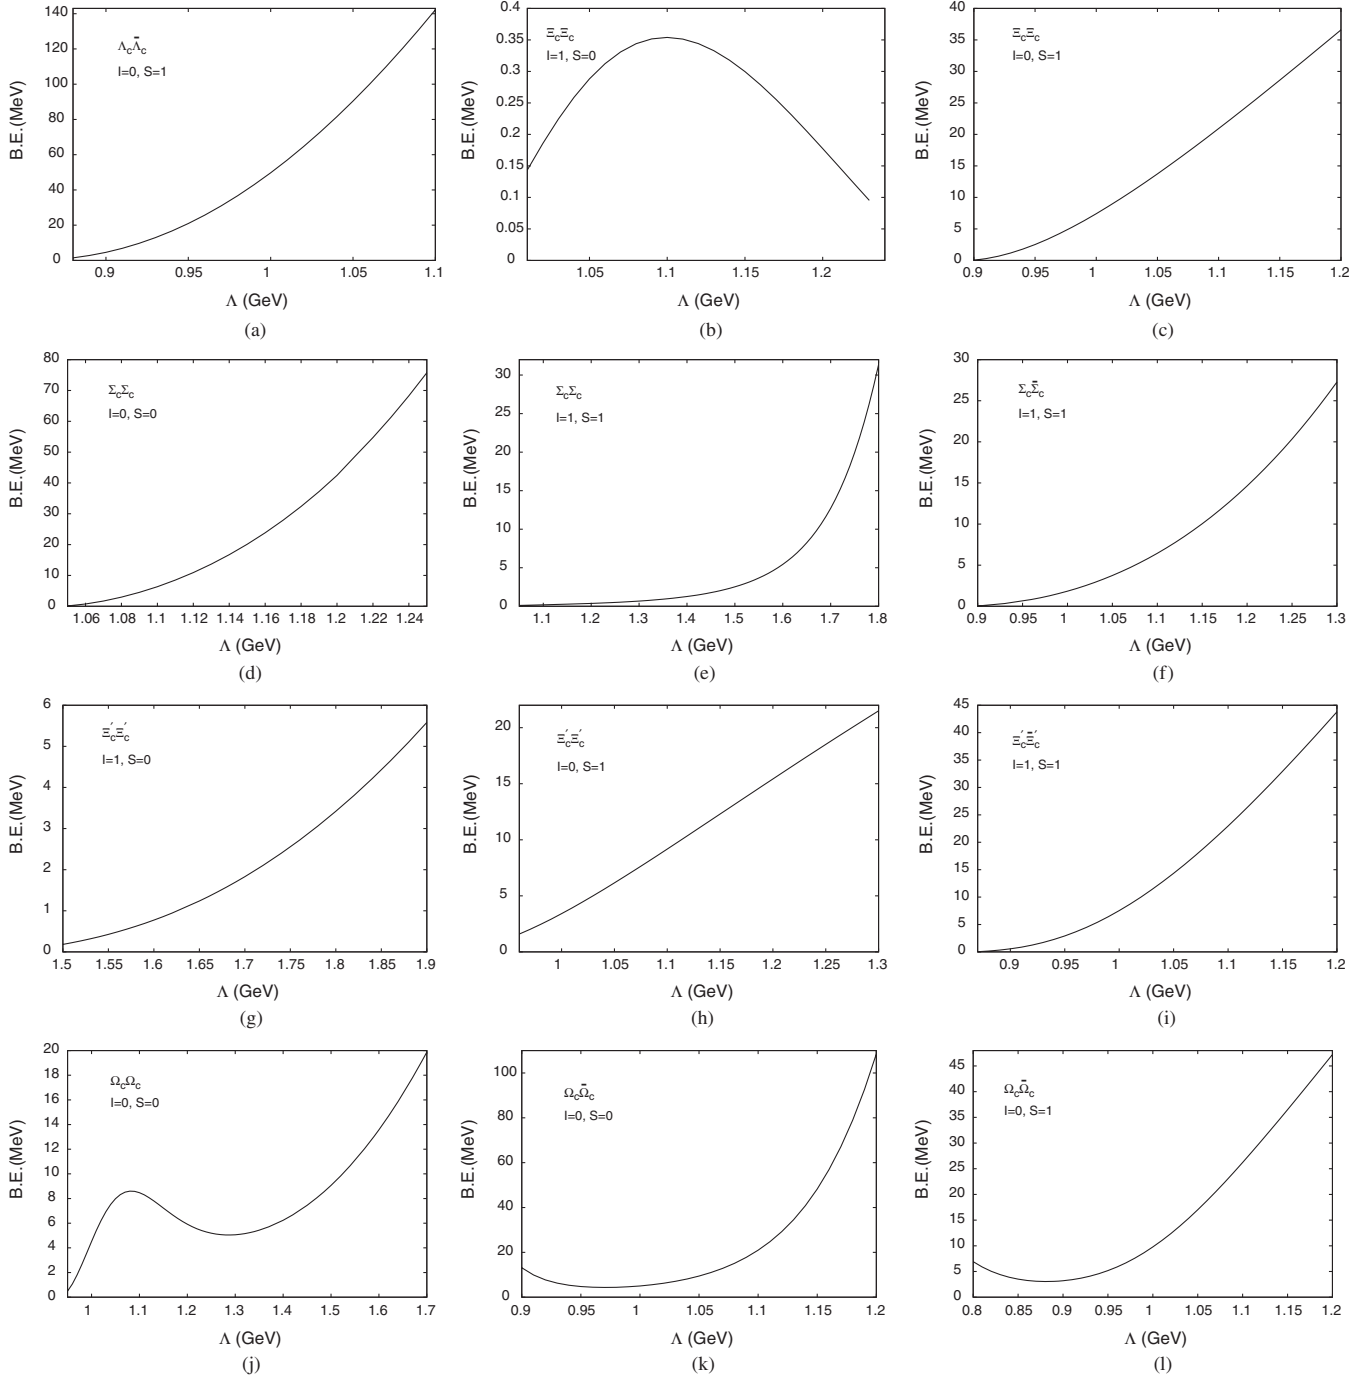 140
120
100
80
60
40
20
0
B.E.(MeV)
Λ_cΛ̄_c
I=0, S=1
0.9 0.95 1 1.05 1.1
Λ (GeV)
(a)
0.4
0.35
0.3
0.25
0.2
0.15
0.1
0.05
0
B.E.(MeV)
Ξ_cΞ_c
I=1, S=0
1.05 1.1 1.15 1.2
Λ (GeV)
(b)
40
35
30
25
20
15
10
5
0
B.E.(MeV)
Ξ_cΞ_c
I=0, S=1
0.9 0.95 1 1.05 1.1 1.15 1.2
Λ (GeV)
(c)
80
70
60
50
40
30
20
10
0
B.E.(MeV)
Σ_cΣ_c
I=0, S=0
1.06 1.08 1.1 1.12 1.14 1.16 1.18 1.2 1.22 1.24
Λ (GeV)
(d)
30
25
20
15
10
5
0
B.E.(MeV)
Σ_cΣ_c
I=1, S=1
1.1 1.2 1.3 1.4 1.5 1.6 1.7 1.8
Λ (GeV)
(e)
30
25
20
15
10
5
0
B.E.(MeV)
Σ_cΣ̄_c
I=1, S=1
0.9 0.95 1 1.05 1.1 1.15 1.2 1.25 1.3
Λ (GeV)
(f)
6
5
4
3
2
1
0
B.E.(MeV)
Ξ′_cΞ′_c
I=1, S=0
1.5 1.55 1.6 1.65 1.7 1.75 1.8 1.85 1.9
Λ (GeV)
(g)
20
15
10
5
0
B.E.(MeV)
Ξ′_cΞ′_c
I=0, S=1
1 1.05 1.1 1.15 1.2 1.25 1.3
Λ (GeV)
(h)
45
40
35
30
25
20
15
10
5
0
B.E.(MeV)
Ξ′_cΞ̄′_c
I=1, S=1
0.9 0.95 1 1.05 1.1 1.15 1.2
Λ (GeV)
(i)
20
18
16
14
12
10
8
6
4
2
0
B.E.(MeV)
Ω_cΩ_c
I=0, S=0
1 1.1 1.2 1.3 1.4 1.5 1.6 1.7
Λ (GeV)
(j)
100
80
60
40
20
0
B.E.(MeV)
Ω_cΩ̄_c
I=0, S=0
0.9 0.95 1 1.05 1.1 1.15 1.2
Λ (GeV)
(k)
45
40
35
30
25
20
15
10
5
0
B.E.(MeV)
Ω_cΩ̄_c
I=0, S=1
0.8 0.85 0.9 0.95 1 1.05 1.1 1.15 1.2
Λ (GeV)
(l)